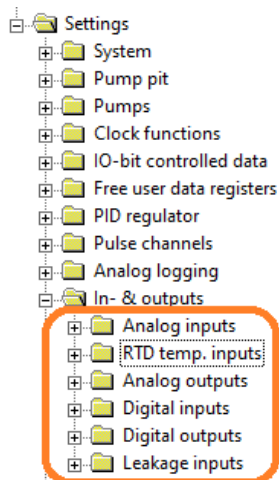 Settings
System
Pump pit
Pumps
Clock functions
IO-bit controlled data
Free user data registers
PID regulator
Pulse channels
Analog logging
In- & outputs
Analog inputs
RTD temp. inputs
Analog outputs
Digital inputs
Digital outputs
Leakage inputs